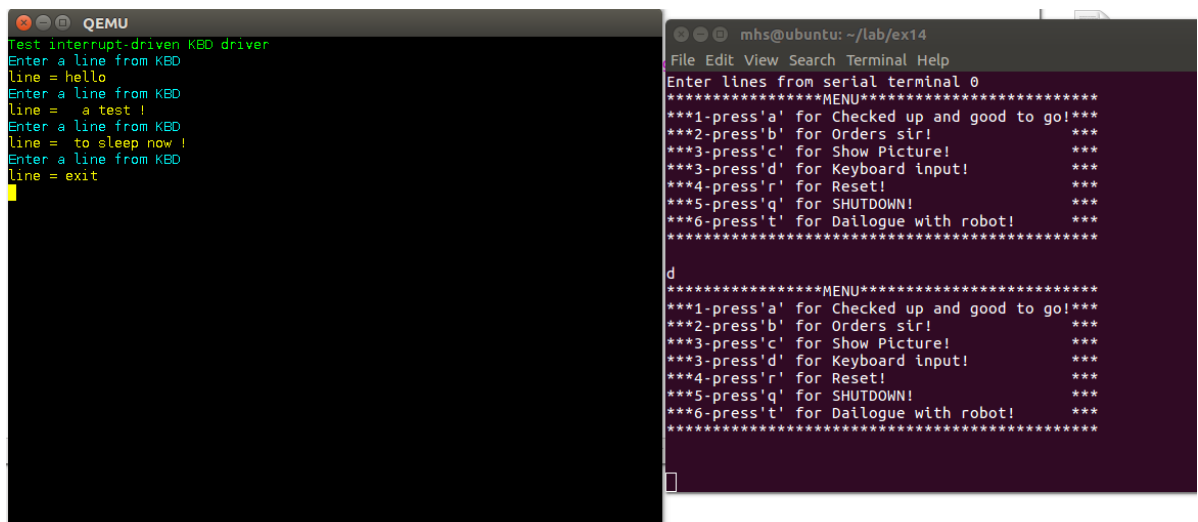 QEMU
Test interrupt-driven KBD driver
Enter a line from KBD
line = hello
Enter a line from KBD
line =   a test !
Enter a line from KBD
line =  to sleep now !
Enter a line from KBD
line = exit
mhs@ubuntu: ~/lab/ex14
File Edit View Search Terminal Help
Enter lines from serial terminal 0
*****************MENU**************************
***1-press'a' for Checked up and good to go!***
***2-press'b' for Orders sir!               ***
***3-press'c' for Show Picture!             ***
***3-press'd' for Keyboard input!           ***
***4-press'r' for Reset!                    ***
***5-press'q' for SHUTDOWN!                 ***
***6-press't' for Dailogue with robot!      ***
***********************************************
d
*****************MENU**************************
***1-press'a' for Checked up and good to go!***
***2-press'b' for Orders sir!               ***
***3-press'c' for Show Picture!             ***
***3-press'd' for Keyboard input!           ***
***4-press'r' for Reset!                    ***
***5-press'q' for SHUTDOWN!                 ***
***6-press't' for Dailogue with robot!      ***
***********************************************